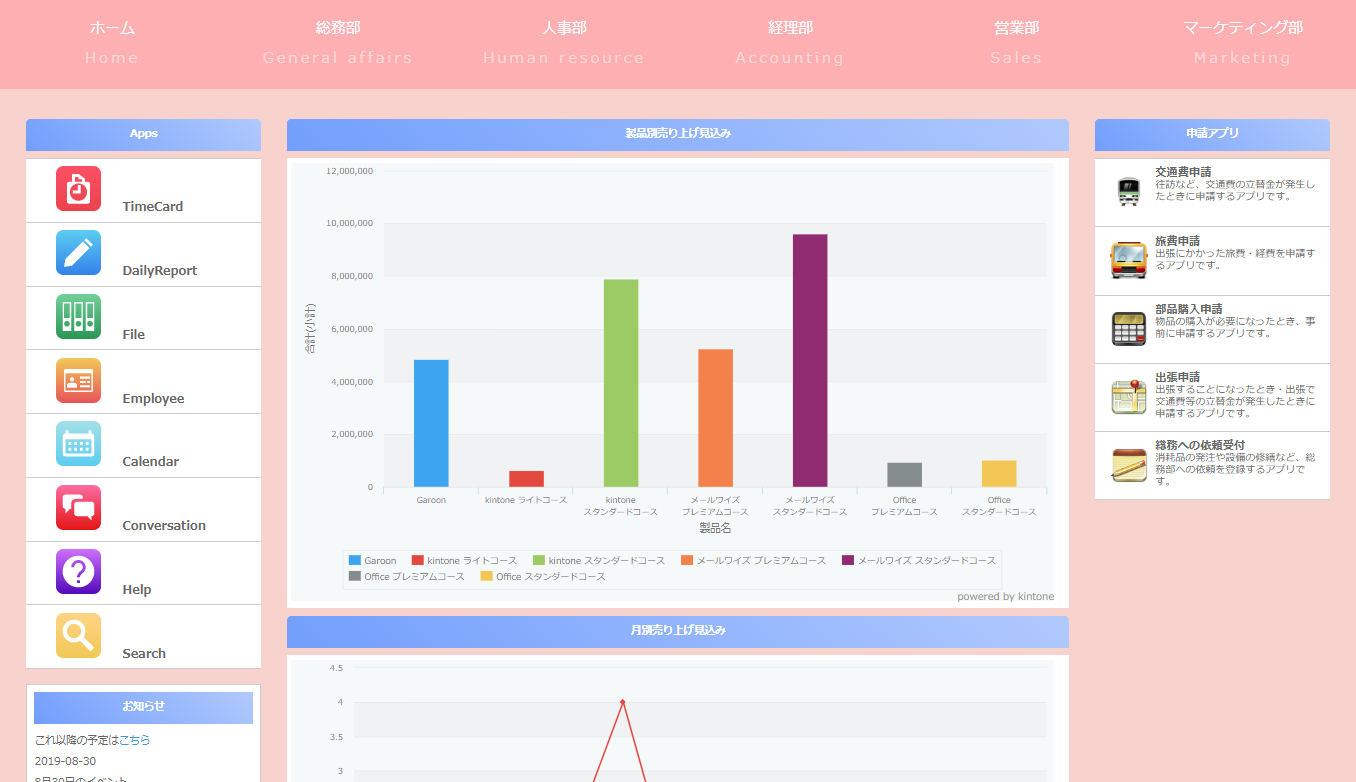 ホーム
Home
総務部
General affairs
人事部
Human resource
経理部
Accounting
営業部
Sales
マーケティング部
Marketing
Apps
TimeCard
DailyReport
File
Employee
Calendar
Conversation
Help
Search
お知らせ
これ以降の予定はこちら
2019-08-30
8月30日のイベント
製品別売り上げ見込み
12,000,000
10,000,000
8,000,000
6,000,000
4,000,000
2,000,000
0
合計(小計)
Garoon
kintone ライトコース
kintone
スタンダードコース
メールワイズ
プレミアムコース
メールワイズ
スタンダードコース
Office
プレミアムコース
Office
スタンダードコース
製品名
Garoon kintone ライトコース kintone スタンダードコース メールワイズ プレミアムコース メールワイズ スタンダードコース
Office プレミアムコース Office スタンダードコース
powered by kintone
月別売り上げ見込み
4.5
4
3.5
3
申請アプリ
交通費申請
往訪など、交通費の立替金が発生し
たときに申請するアプリです。
旅費申請
出張にかかった旅費・経費を申請す
るアプリです。
部品購入申請
物品の購入が必要になったとき、事
前に申請するアプリです。
出張申請
出張することになったとき・出張で
交通費等の立替金が発生したときに
申請するアプリです。
総務への依頼受付
消耗品の発注や設備の修繕など、総
務部への依頼を登録するアプリで
す。